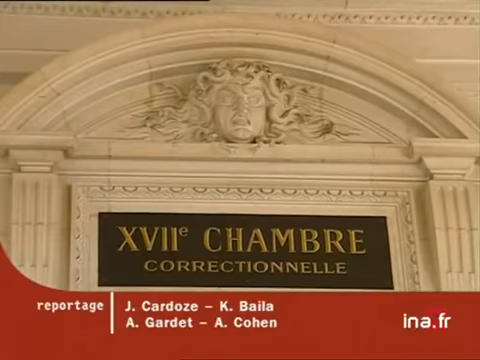 XVIIe CHAMBRE
CORRECTIONNELLE
reportage
J. Cardoze – K. Baila
A. Gardet – A. Cohen
ina.fr